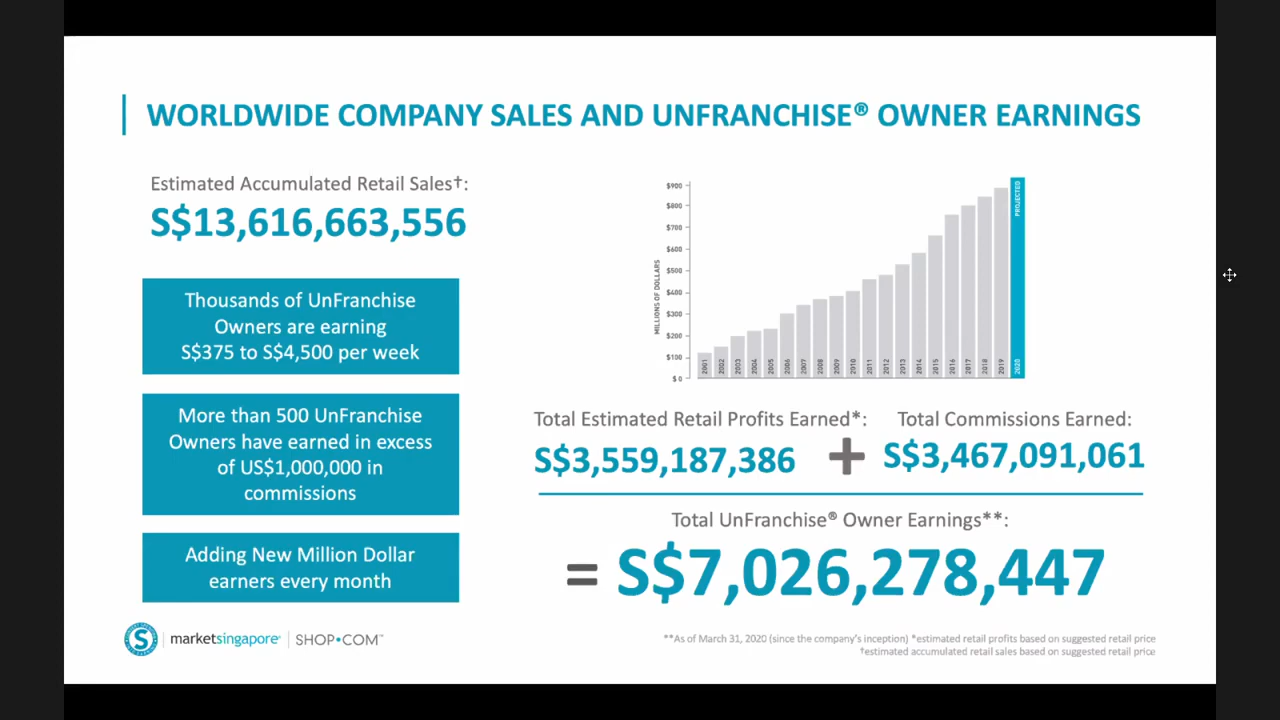 WORLDWIDE COMPANY SALES AND UNFRANCHISE® OWNER EARNINGS
Estimated Accumulated Retail Sales†:
S$13,616,663,556
Thousands of UnFranchise
Owners are earning
S$375 to S$4,500 per week
More than 500 UnFranchise
Owners have earned in excess
of US$1,000,000 in
commissions
Adding New Million Dollar
earners every month
marketsingapore® | SHOP•COM™
MILLIONS OF DOLLARS
$900
$800
$700
$600
$500
$400
$300
$200
$100
$0
2001 2002 2003 2004 2005 2006 2007 2008 2009 2010 2011 2012 2013 2014 2015 2016 2017 2018 2019 2020
PROJECTED
Total Estimated Retail Profits Earned*:
S$3,559,187,386
+
Total Commissions Earned:
S$3,467,091,061
Total UnFranchise® Owner Earnings**:
= S$7,026,278,447
**As of March 31, 2020 (since the company's inception) *estimated retail profits based on suggested retail price
†estimated accumulated retail sales based on suggested retail price